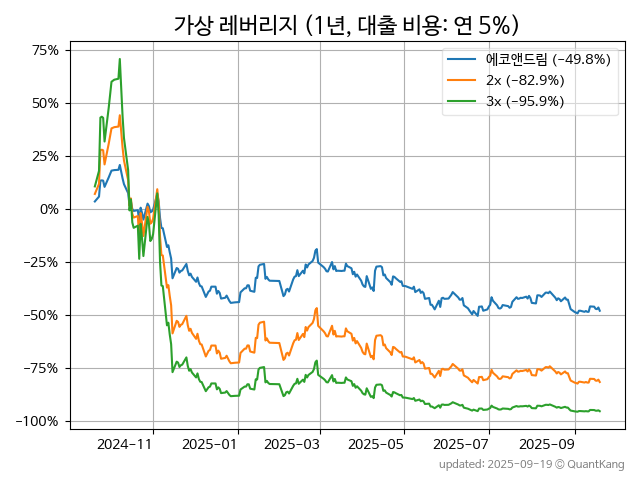 가상 레버리지 (1년, 대출 비용: 연 5%)
에코앤드림 (−49.8%)
2x (−82.9%)
3x (−95.9%)
75%
50%
25%
0%
−25%
−50%
−75%
−100%
2024-11 2025-01 2025-03 2025-05 2025-07 2025-09
updated: 2025-09-19 © QuantKang